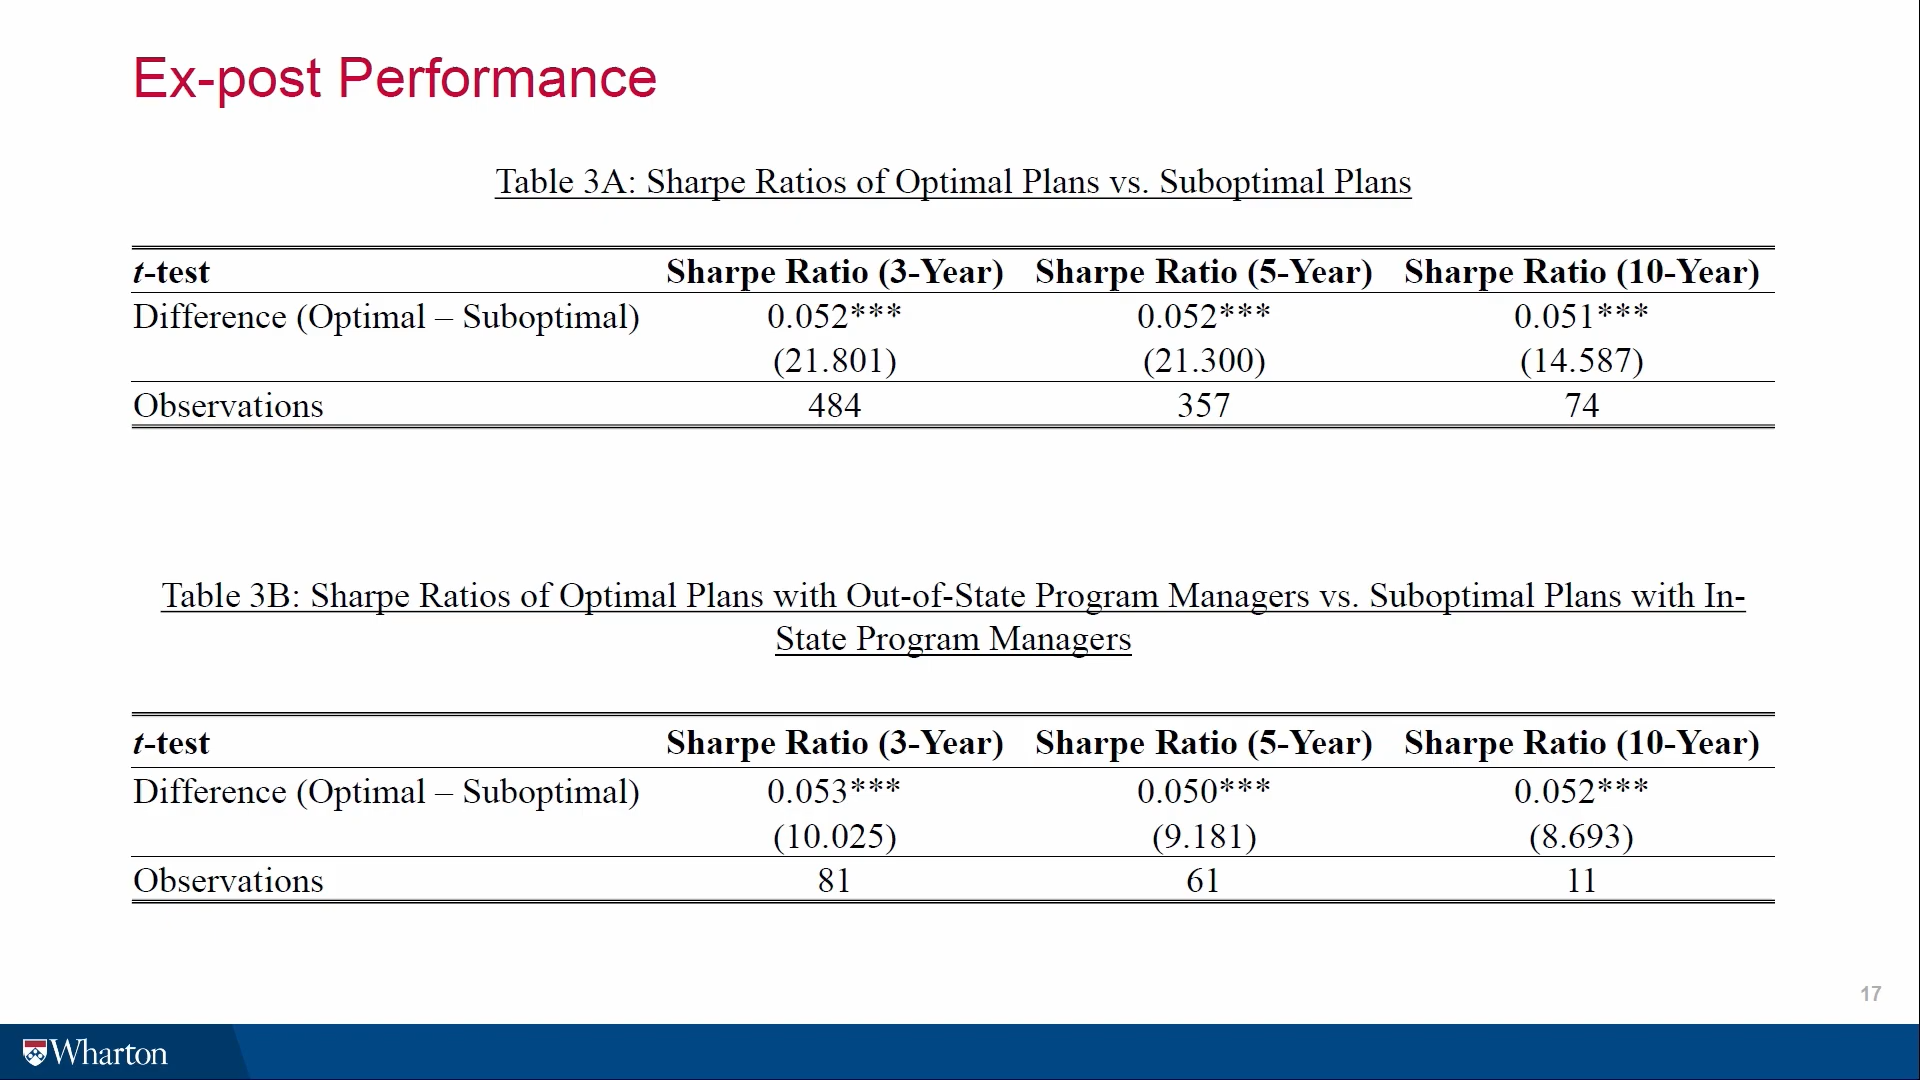 Ex-post Performance
Table 3A: Sharpe Ratios of Optimal Plans vs. Suboptimal Plans
t-test Sharpe Ratio (3-Year) Sharpe Ratio (5-Year) Sharpe Ratio (10-Year)
Difference (Optimal – Suboptimal) 0.052*** 0.052*** 0.051***
(21.801) (21.300) (14.587)
Observations 484 357 74
Table 3B: Sharpe Ratios of Optimal Plans with Out-of-State Program Managers vs. Suboptimal Plans with In-
State Program Managers
t-test Sharpe Ratio (3-Year) Sharpe Ratio (5-Year) Sharpe Ratio (10-Year)
Difference (Optimal – Suboptimal) 0.053*** 0.050*** 0.052***
(10.025) (9.181) (8.693)
Observations 81 61 11
17
Wharton